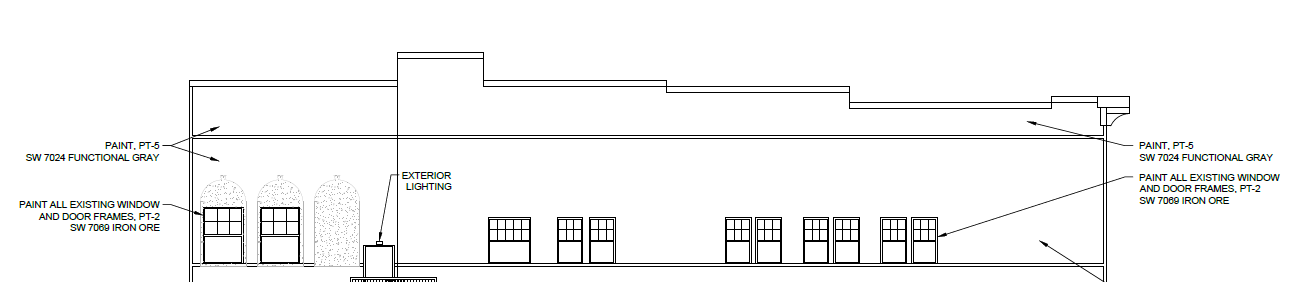 PAINT, PT-5
SW 7024 FUNCTIONAL GRAY
PAINT ALL EXISTING WINDOW
AND DOOR FRAMES, PT-2
SW 7069 IRON ORE
EXTERIOR
LIGHTING
PAINT, PT-5
SW 7024 FUNCTIONAL GRAY
PAINT ALL EXISTING WINDOW
AND DOOR FRAMES, PT-2
SW 7069 IRON ORE